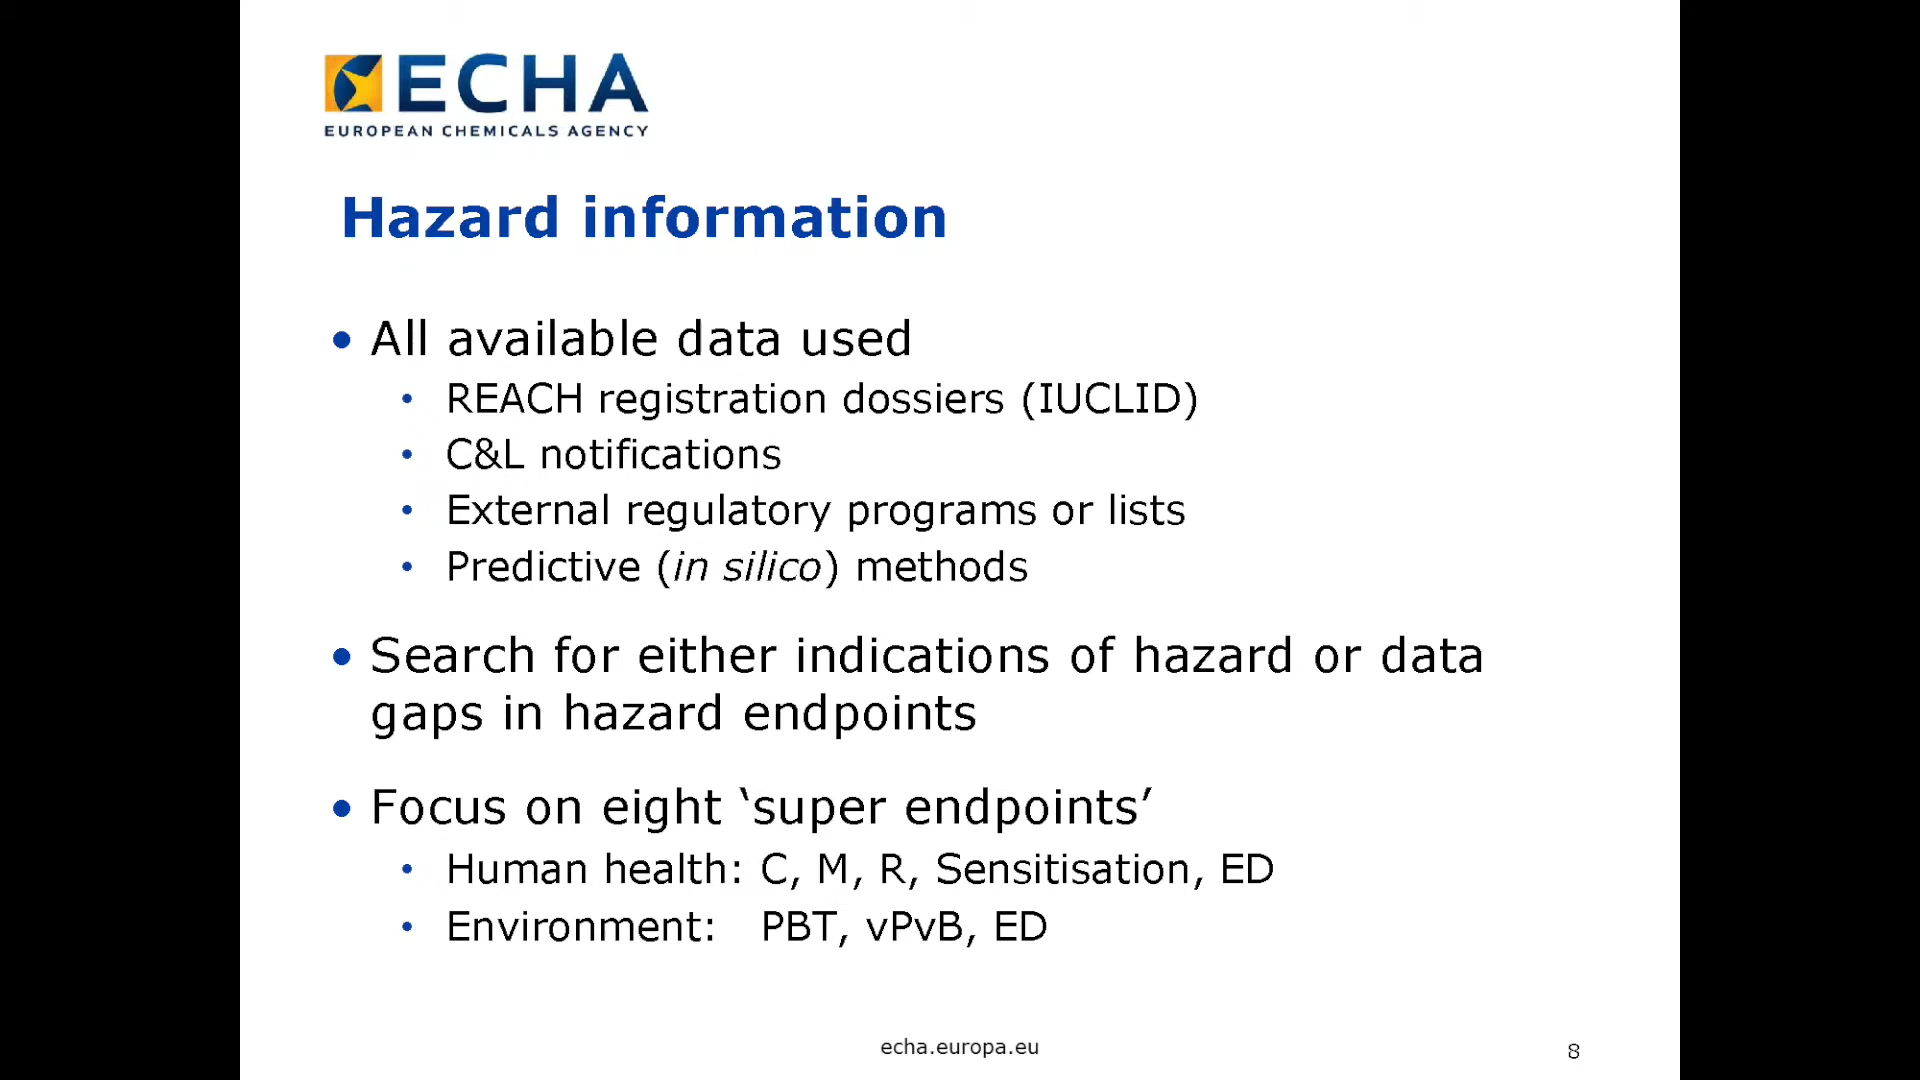 ECHA
EUROPEAN CHEMICALS AGENCY
Hazard information
• All available data used
• REACH registration dossiers (IUCLID)
• C&L notifications
• External regulatory programs or lists
• Predictive (in silico) methods
• Search for either indications of hazard or data
gaps in hazard endpoints
• Focus on eight ‘super endpoints’
• Human health: C, M, R, Sensitisation, ED
• Environment: PBT, vPvB, ED
echa.europa.eu
8